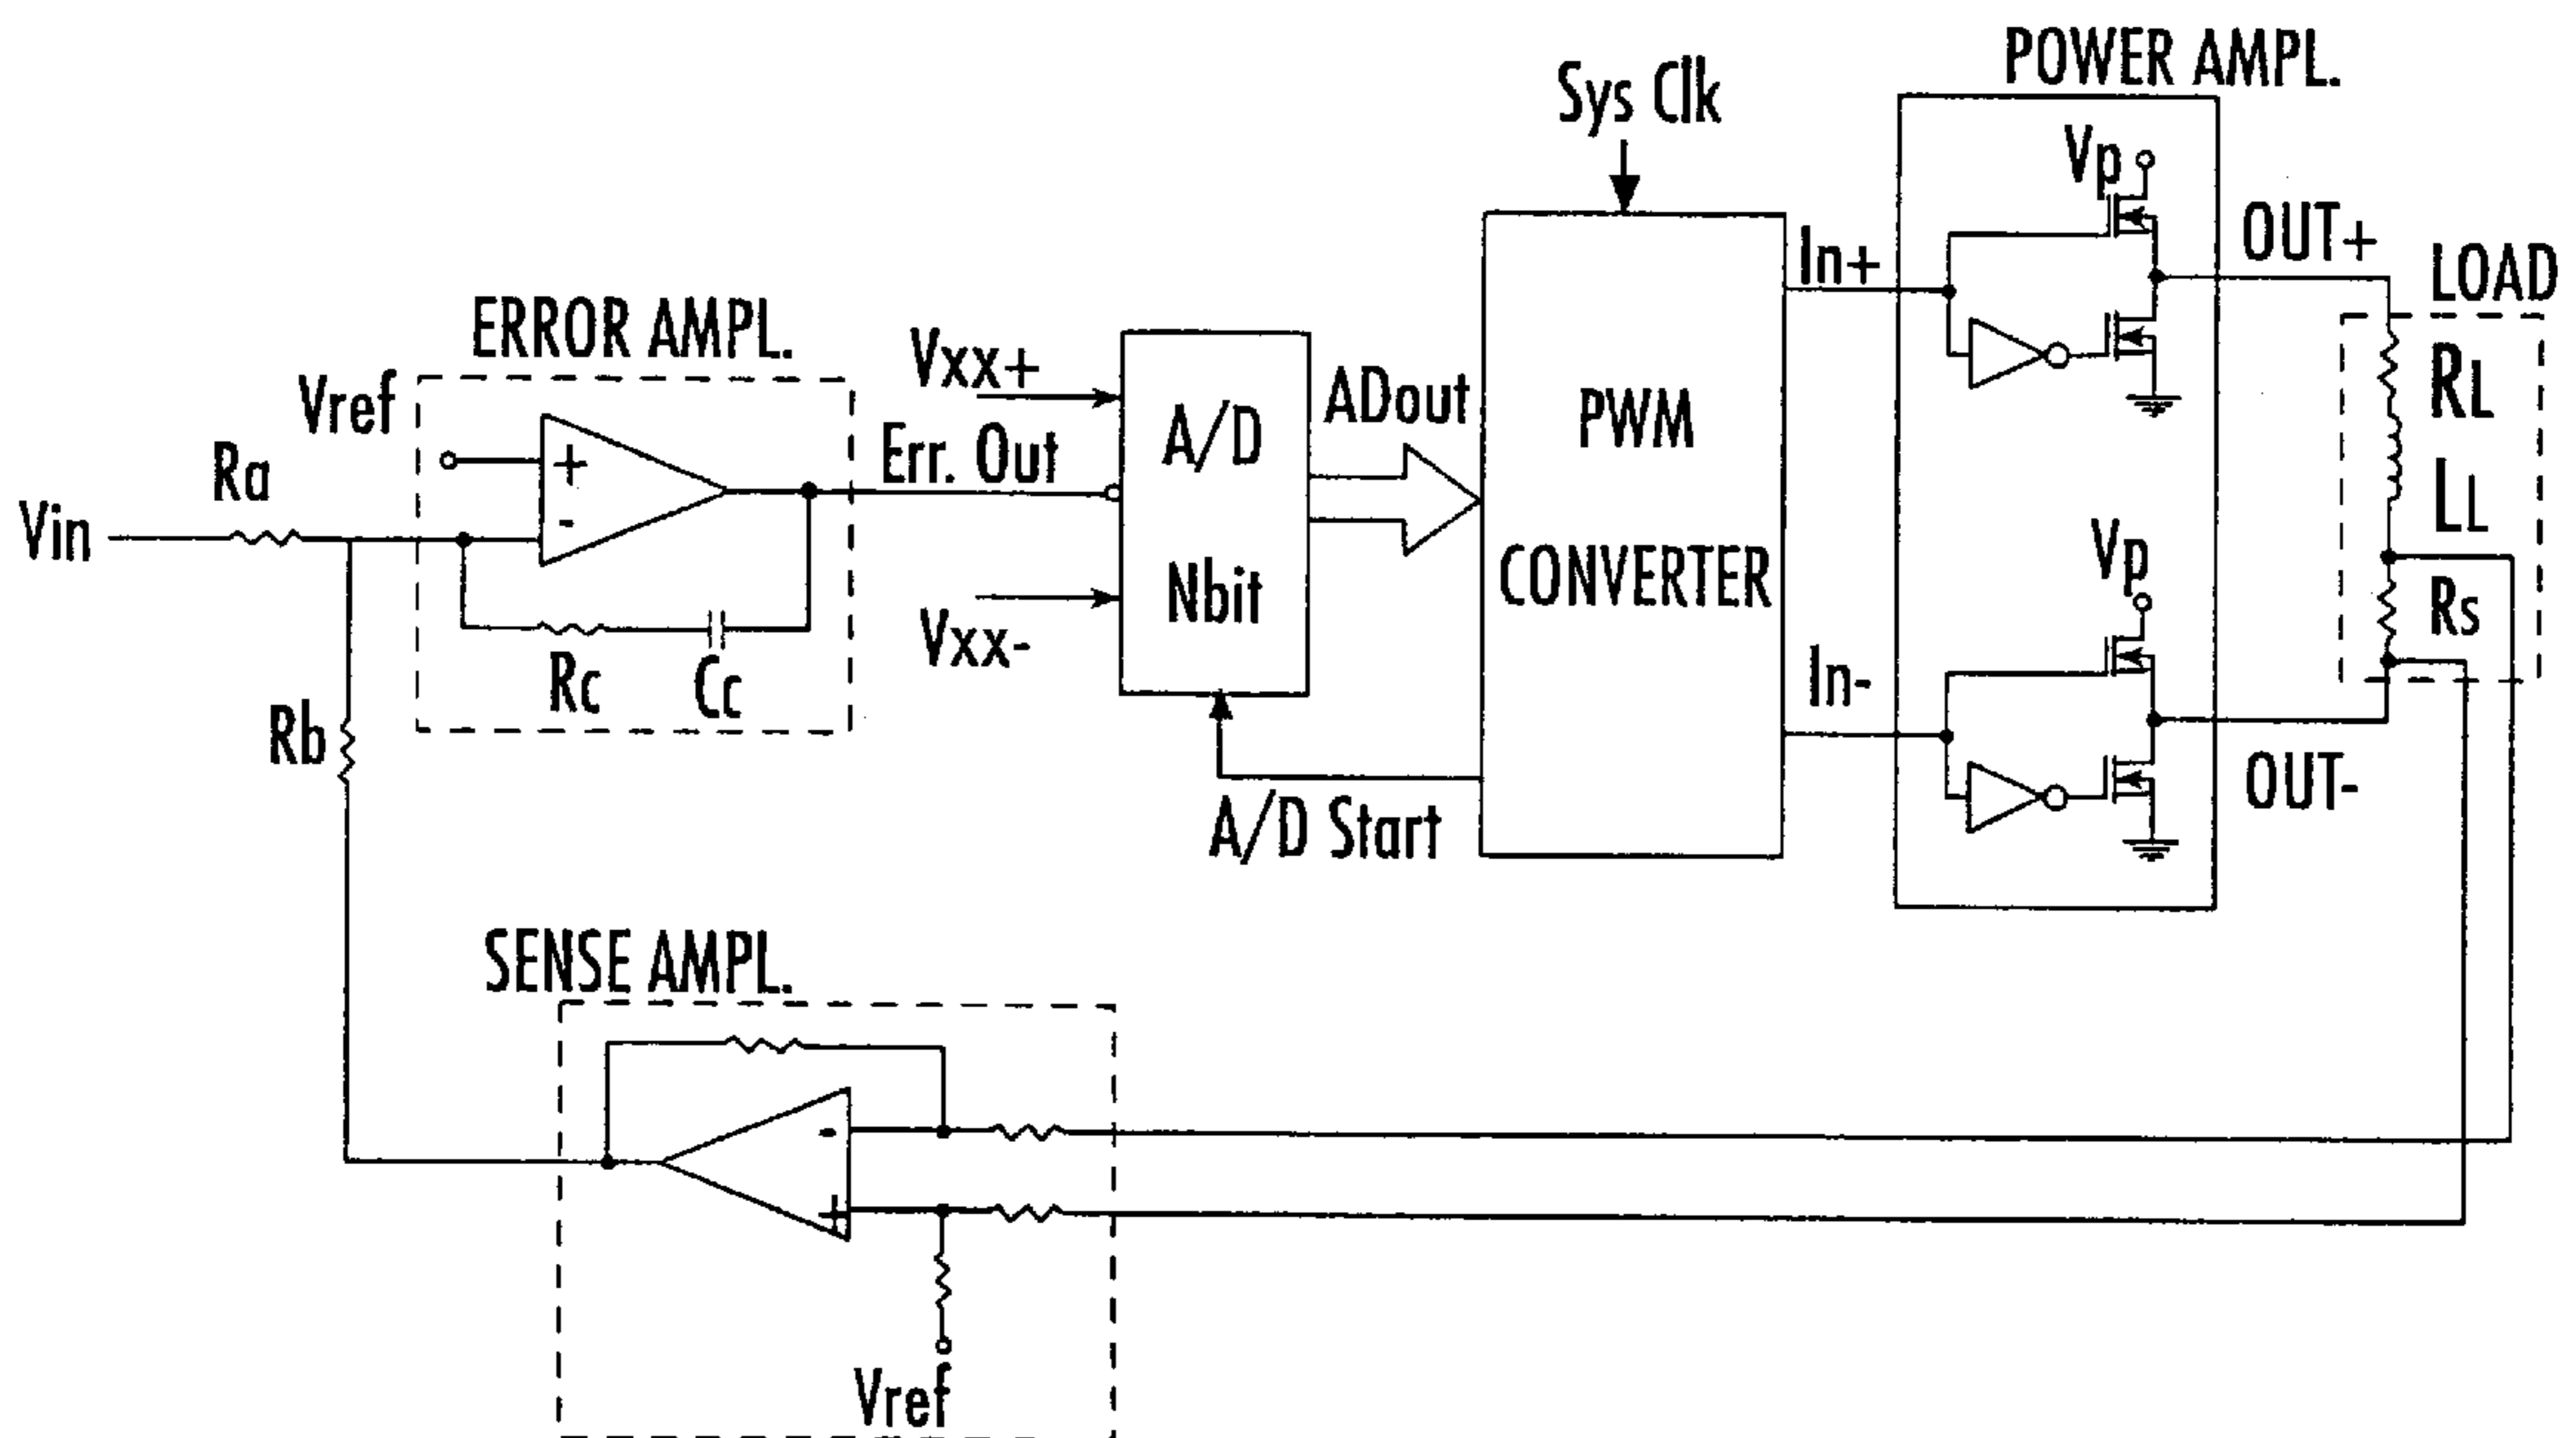 POWER AMPL.
Sys Clk
Vp
OUT+
In+
LOAD
ERROR AMPL.
Vxx+
RL
Vref
ADout
A/D
PWM
+
Err. Out
Ra
LL
Vin
-
Vp
CONVERTER
Nbit
Rs
Vxx-
In-
Rc
Cc
Rb
OUT-
A/D Start
SENSE AMPL.
-
+
Vref